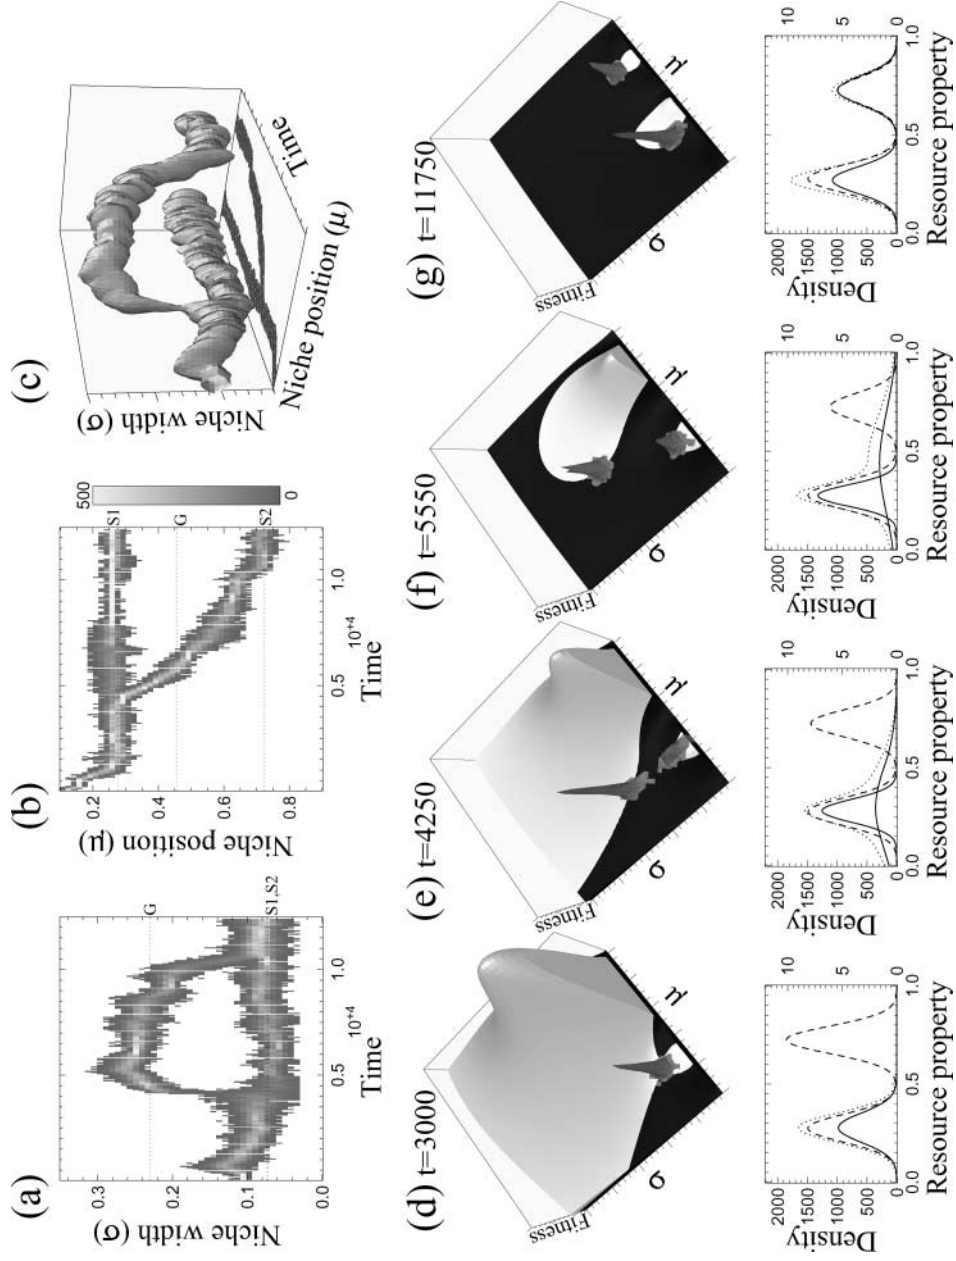 (a)
0.3
0.2
0.1
0.0
Niche width (σ)
G
S1,S2
0.5
1.0
10+4
Time
(b)
0.2
0.4
0.6
0.8
Niche position (μ)
S1
G
S2
500
0
0.5
1.0
10+4
Time
(c)
Niche width (σ)
Niche position (μ)
Time
(d) t=3000
Fitness
σ
μ
(e) t=4250
Fitness
σ
μ
(f) t=5550
Fitness
σ
μ
(g) t=11750
Fitness
σ
μ
2000
1500
1000
500
0
Density
10
5
0
0.0
0.5
1.0
Resource property
2000
1500
1000
500
0
Density
10
5
0
0.0
0.5
1.0
Resource property
2000
1500
1000
500
0
Density
10
5
0
0.0
0.5
1.0
Resource property
2000
1500
1000
500
0
Density
10
5
0
0.0
0.5
1.0
Resource property